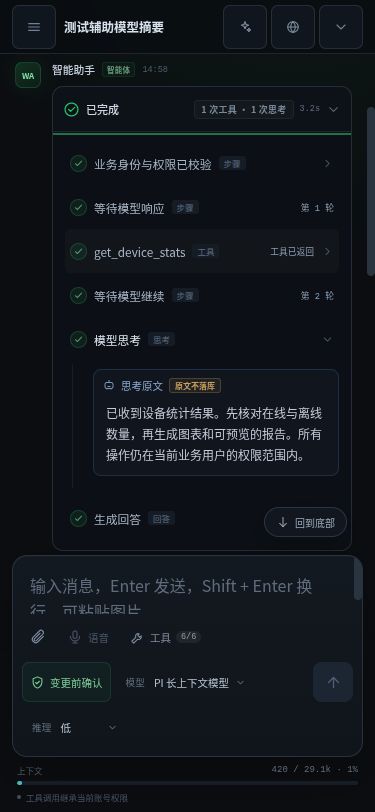 测试辅助模型摘要
WA 智能助手 智能体 14:58
已完成 1 次工具 · 1 次思考 3.2s
业务身份与权限已校验 步骤
等待模型响应 步骤 第 1 轮
get_device_stats 工具 工具已返回
等待模型继续 步骤 第 2 轮
模型思考 思考
思考原文 原文不落库
已收到设备统计结果。先核对在线与离线
数量，再生成图表和可预览的报告。所有
操作仍在当前业务用户的权限范围内。
生成回答 回答
回到底部
输入消息，Enter 发送，Shift + Enter 换
行，可粘贴图片
语音 工具 6/6
变更前确认 模型 PI 长上下文模型
推理 低
上下文 420 / 29.1k · 1%
工具调用继承当前账号权限